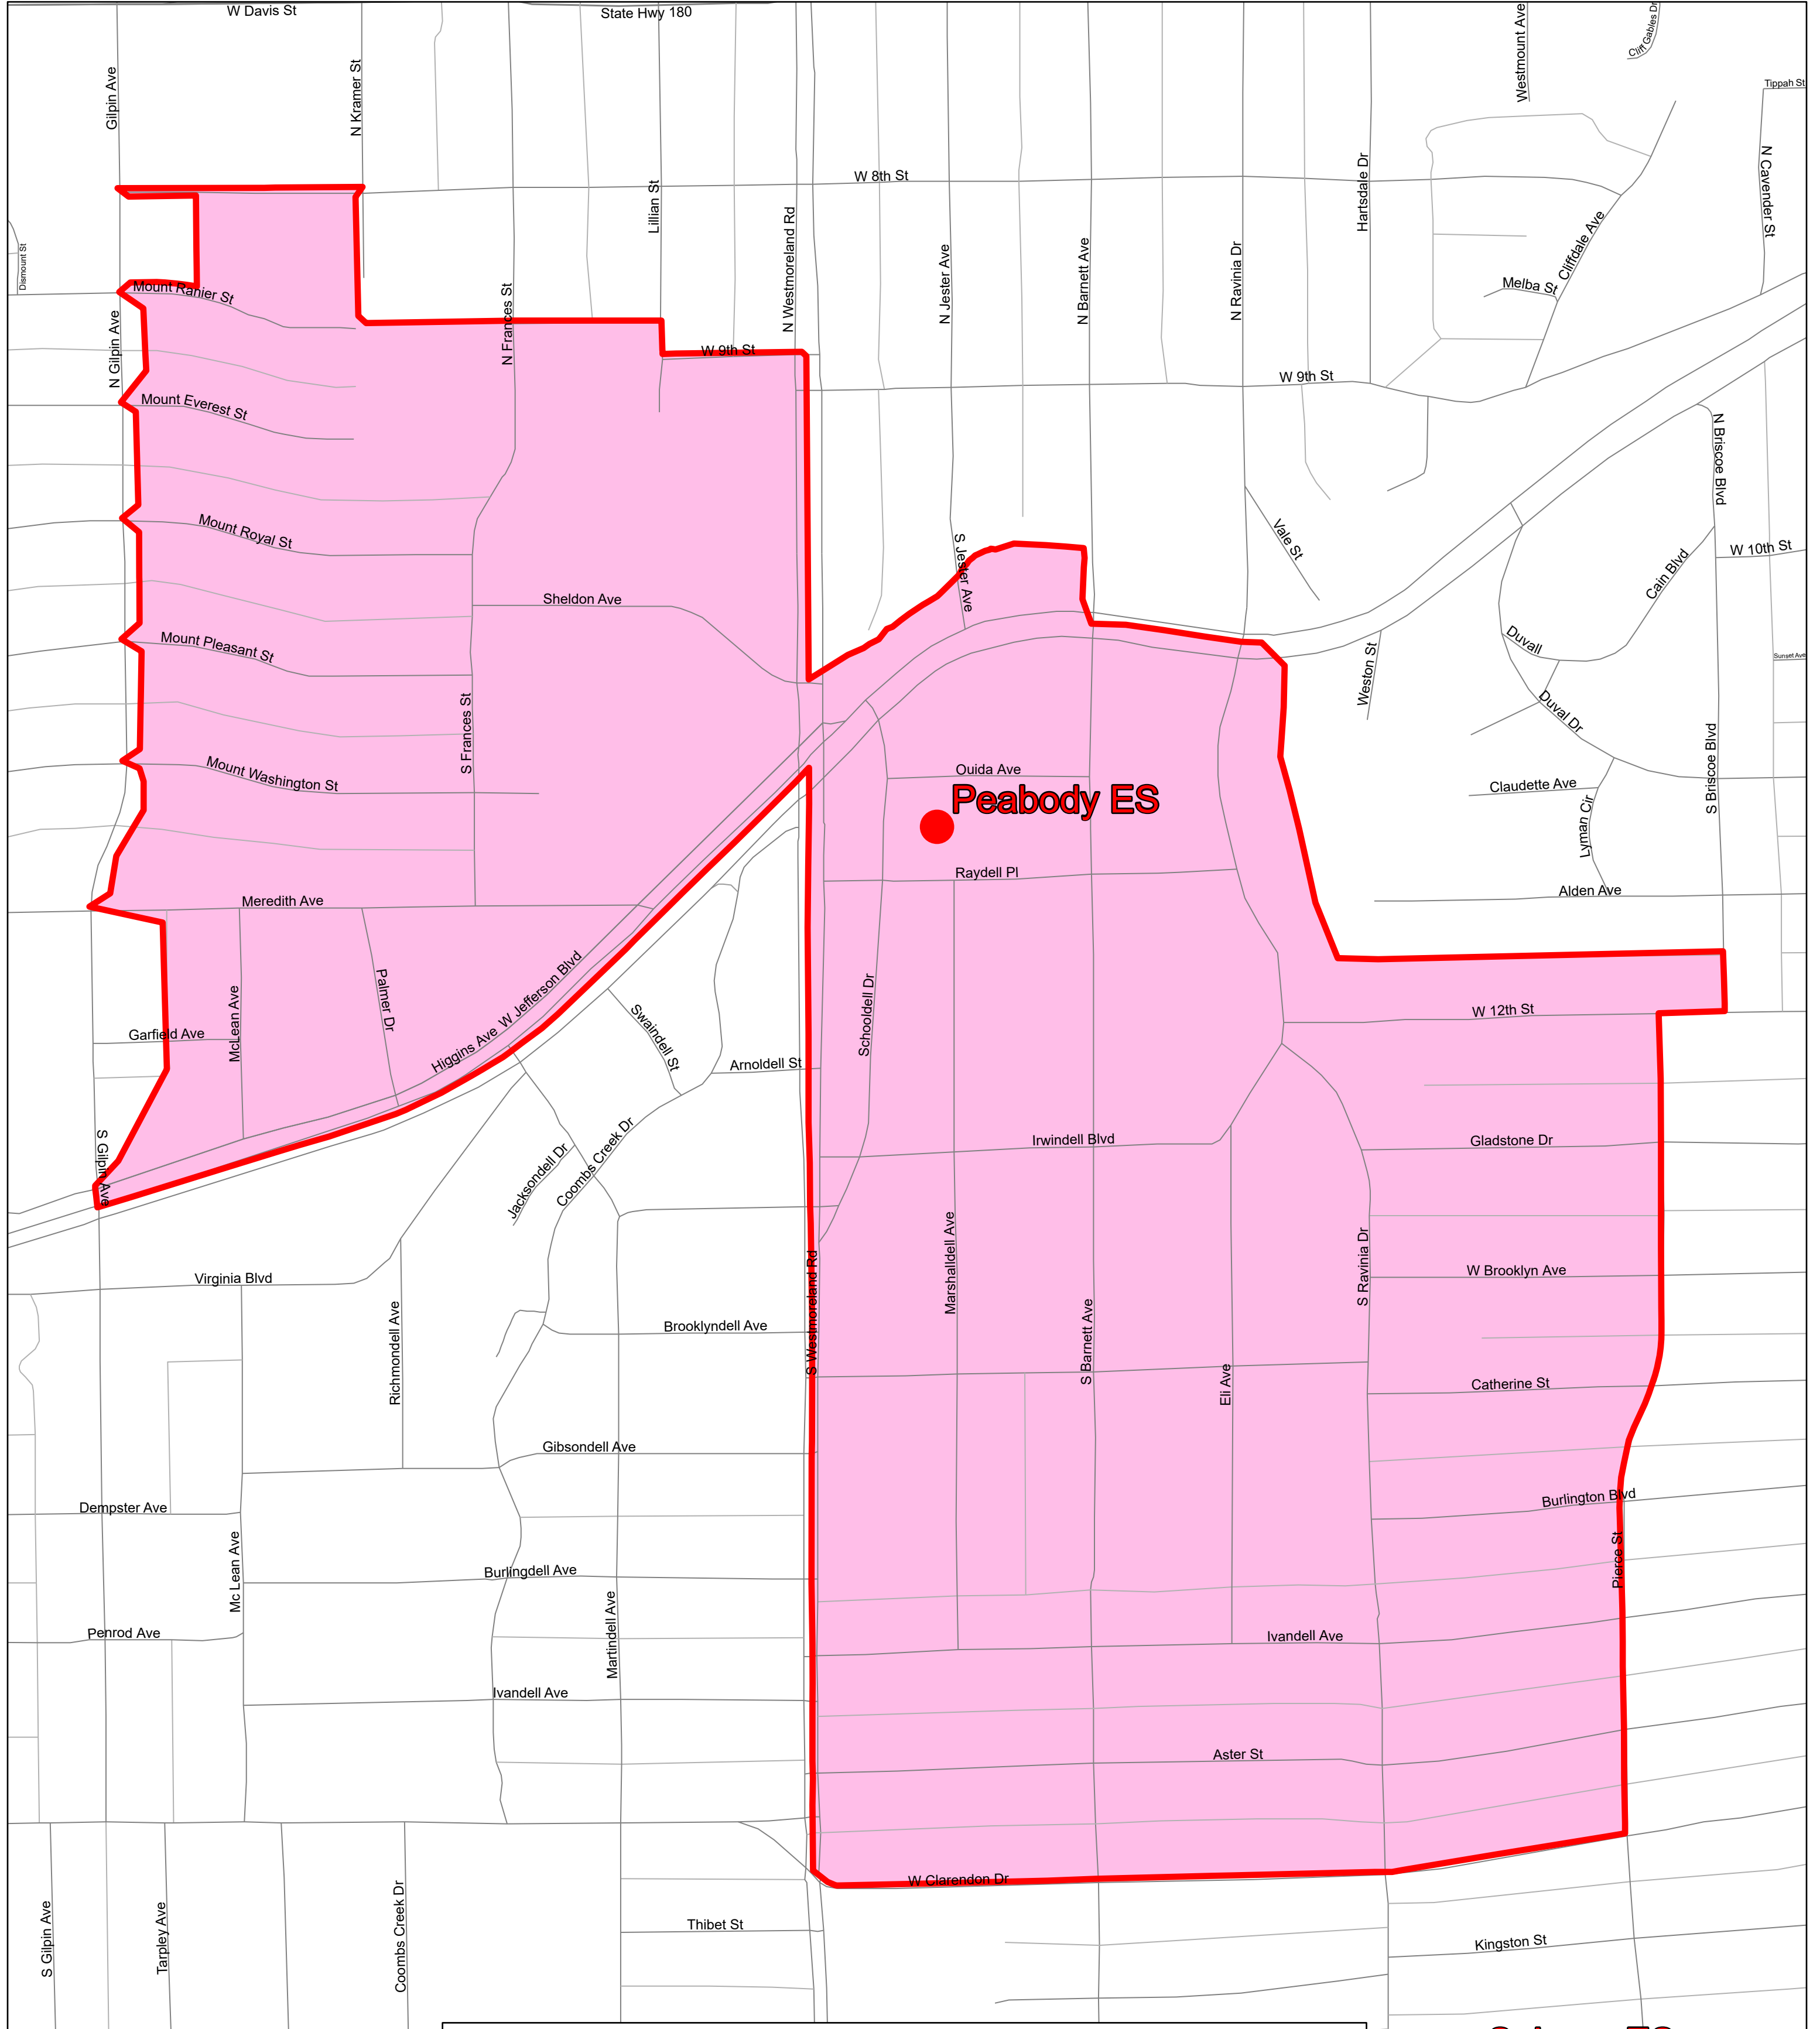 W Davis St
State Hwy 180
Gilpin Ave
N Kramer St
Westmount Ave
Cliff Gables Dr
Tippah St
W 8th St
Lillian St
N Westmoreland Rd
Hartsdale Dr
N Cavender St
Cliffdale Ave
Dismount St
N Jester Ave
N Barnett Ave
N Ravinia Dr
Melba St
Mount Ranier St
N Gilpin Ave
N Frances St
W 9th St
W 9th St
Mount Everest St
N Briscoe Blvd
Mount Royal St
S Jester Ave
Vale St
W 10th St
Cain Blvd
Sheldon Ave
Mount Pleasant St
Duvall
Sunset Ave
Weston St
Duval Dr
S Frances St
Mount Washington St
Ouida Ave
Peabody ES
Claudette Ave
S Briscoe Blvd
Lyman Cir
Raydell Pl
Alden Ave
Meredith Ave
McLean Ave
Palmer Dr
Higgins Ave
W Jefferson Blvd
Garfield Ave
Swaindell St
Schooldell Dr
W 12th St
Arnoldell St
S Gilpin Ave
Irwindell Blvd
Gladstone Dr
Jacksondell Dr
Coombs Creek Dr
Marshalldell Ave
S Westmoreland Rd
S Ravinia Dr
W Brooklyn Ave
Virginia Blvd
Richmondell Ave
Brooklyndell Ave
S Barnett Ave
Eli Ave
Catherine St
Gibsondell Ave
Dempster Ave
Burlington Blvd
Mc Lean Ave
Burlingdell Ave
Pierce St
Martindell Ave
Penrod Ave
Ivandell Ave
Ivandell Ave
Aster St
W Clarendon Dr
S Gilpin Ave
Tarpley Ave
Coombs Creek Dr
Thibet St
Kingston St